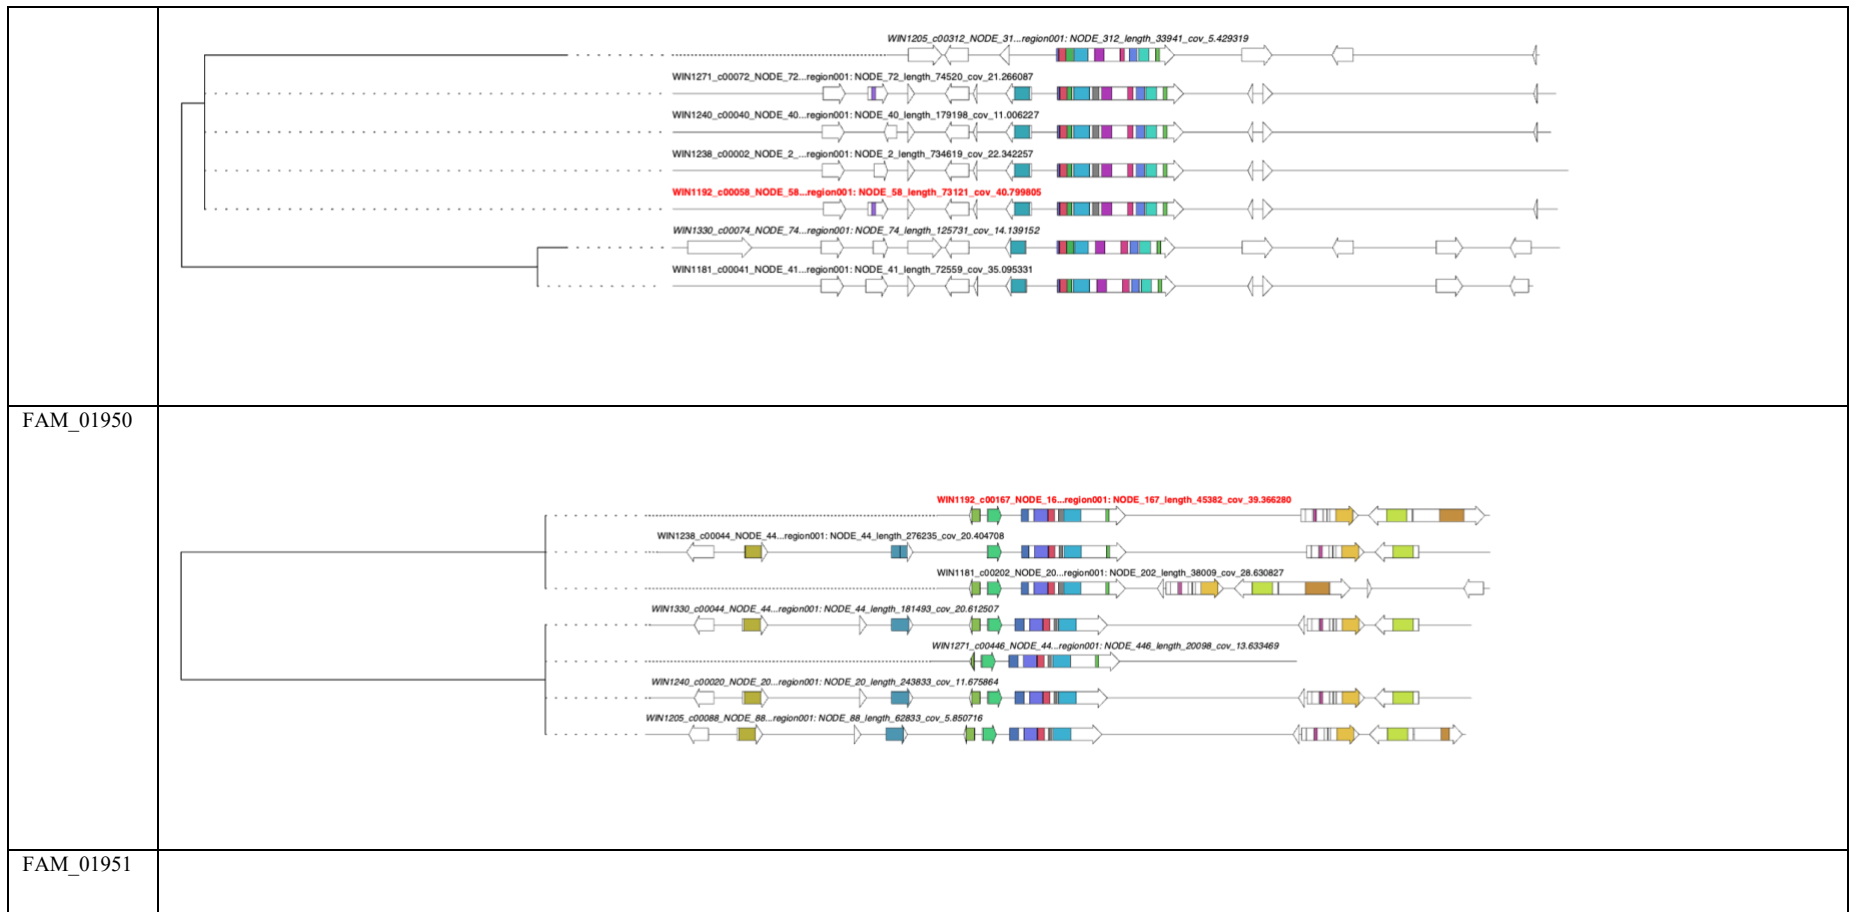 WIN1205_c00312_NODE_31...region001: NODE_312_length_33941_cov_5.429319
WIN1271_c00072_NODE_72...region001: NODE_72_length_74520_cov_21.266087
WIN1240_c00040_NODE_40...region001: NODE_40_length_179198_cov_11.006227
WIN1238_c00002_NODE_2_...region001: NODE_2_length_734619_cov_22.342257
WIN1192_c00058_NODE_58...region001: NODE_58_length_73121_cov_40.799805
WIN1330_c00074_NODE_74...region001: NODE_74_length_125731_cov_14.139152
WIN1181_c00041_NODE_41...region001: NODE_41_length_72559_cov_35.095331
FAM_01950
WIN1192_c00167_NODE_16...region001: NODE_167_length_45382_cov_39.366280
WIN1238_c00044_NODE_44...region001: NODE_44_length_276235_cov_20.404708
WIN1181_c00202_NODE_20...region001: NODE_202_length_38009_cov_28.630827
WIN1330_c00044_NODE_44...region001: NODE_44_length_181493_cov_20.612507
WIN1271_c00446_NODE_44...region001: NODE_446_length_20098_cov_13.633469
WIN1240_c00020_NODE_20...region001: NODE_20_length_243833_cov_11.675864
WIN1205_c00088_NODE_88...region001: NODE_88_length_62833_cov_5.850716
FAM_01951